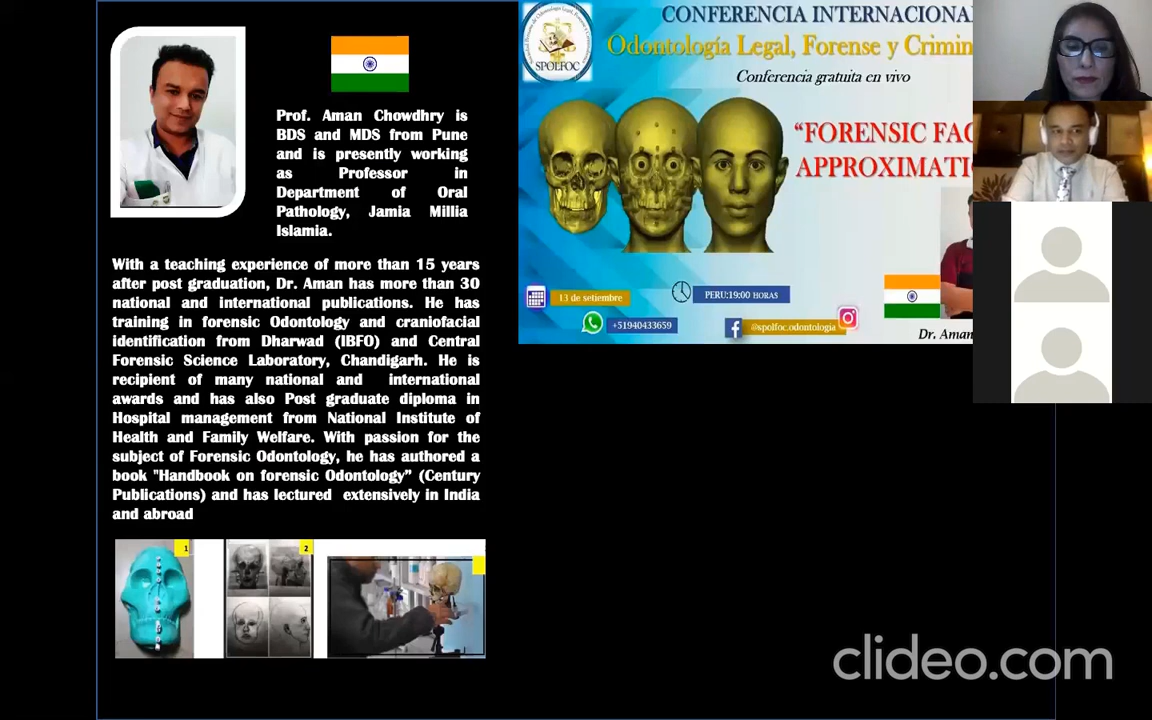 Prof. Aman Chowdhry is
BDS and MDS from Pune
and is presently working
as Professor in
Department of Oral
Pathology, Jamia Millia
Islamia.
With a teaching experience of more than 15 years
after post graduation, Dr. Aman has more than 30
national and international publications. He has
training in forensic Odontology and craniofacial
identification from Dharwad (IBFO) and Central
Forensic Science Laboratory, Chandigarh. He is
recipient of many national and international
awards and has also Post graduate diploma in
Hospital management from National Institute of
Health and Family Welfare. With passion for the
subject of Forensic Odontology, he has authored a
book "Handbook on forensic Odontology” (Century
Publications) and has lectured extensively in India
and abroad
1
2
SPOLFOC
CONFERENCIA INTERNACIONA
Odontología Legal, Forense y Crimin
Conferencia gratuita en vivo
“FORENSIC FAC
APPROXIMATI
13 de setiembre
PERU:19:00 HORAS
+51940433659
@spolfoc.odontologia
Dr. Aman
clideo.com